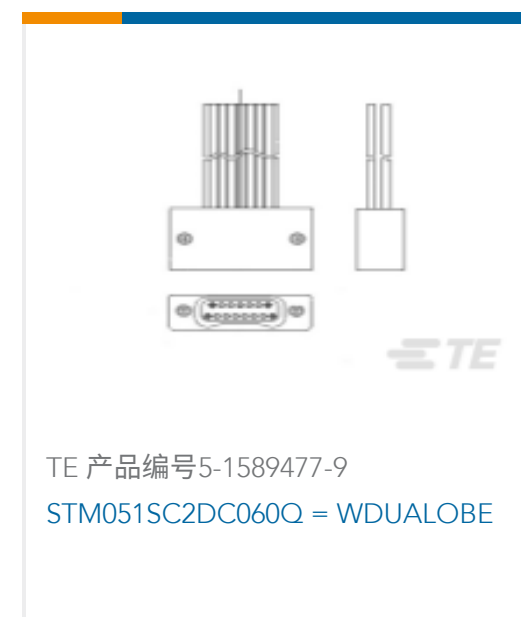 TE
TE 产品编号5-1589477-9
STM051SC2DC060Q = WDUALOBE